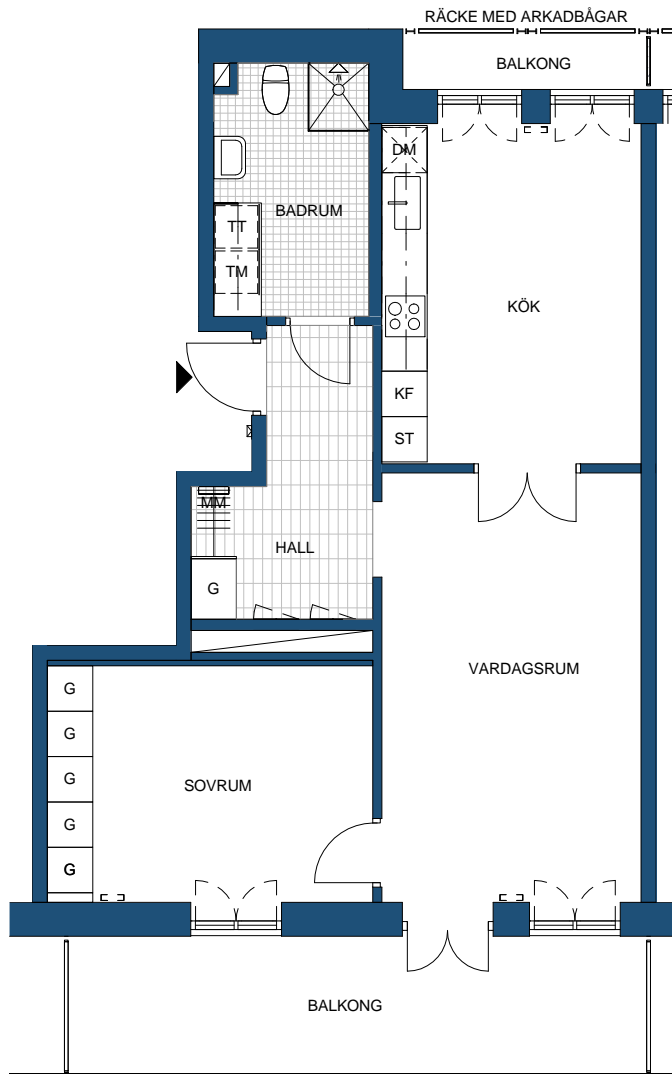 RÄCKE MED ARKADBÅGAR
BALKONG
DM
BADRUM
TT
TM
KÖK
KF
ST
MM
HALL
G
VARDAGSRUM
G
G
SOVRUM
G
G
G
BALKONG